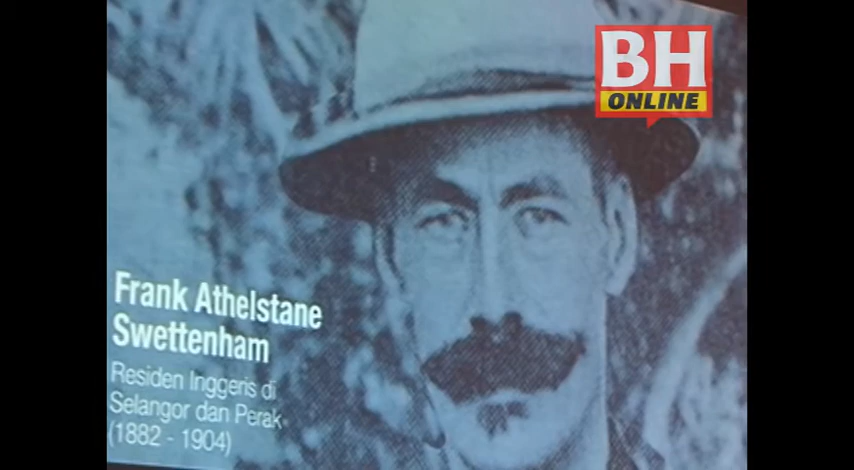 BH
ONLINE
Frank Athelstane
Swettenham
Residen Inggeris di
Selangor dan Perak
(1882 - 1904)